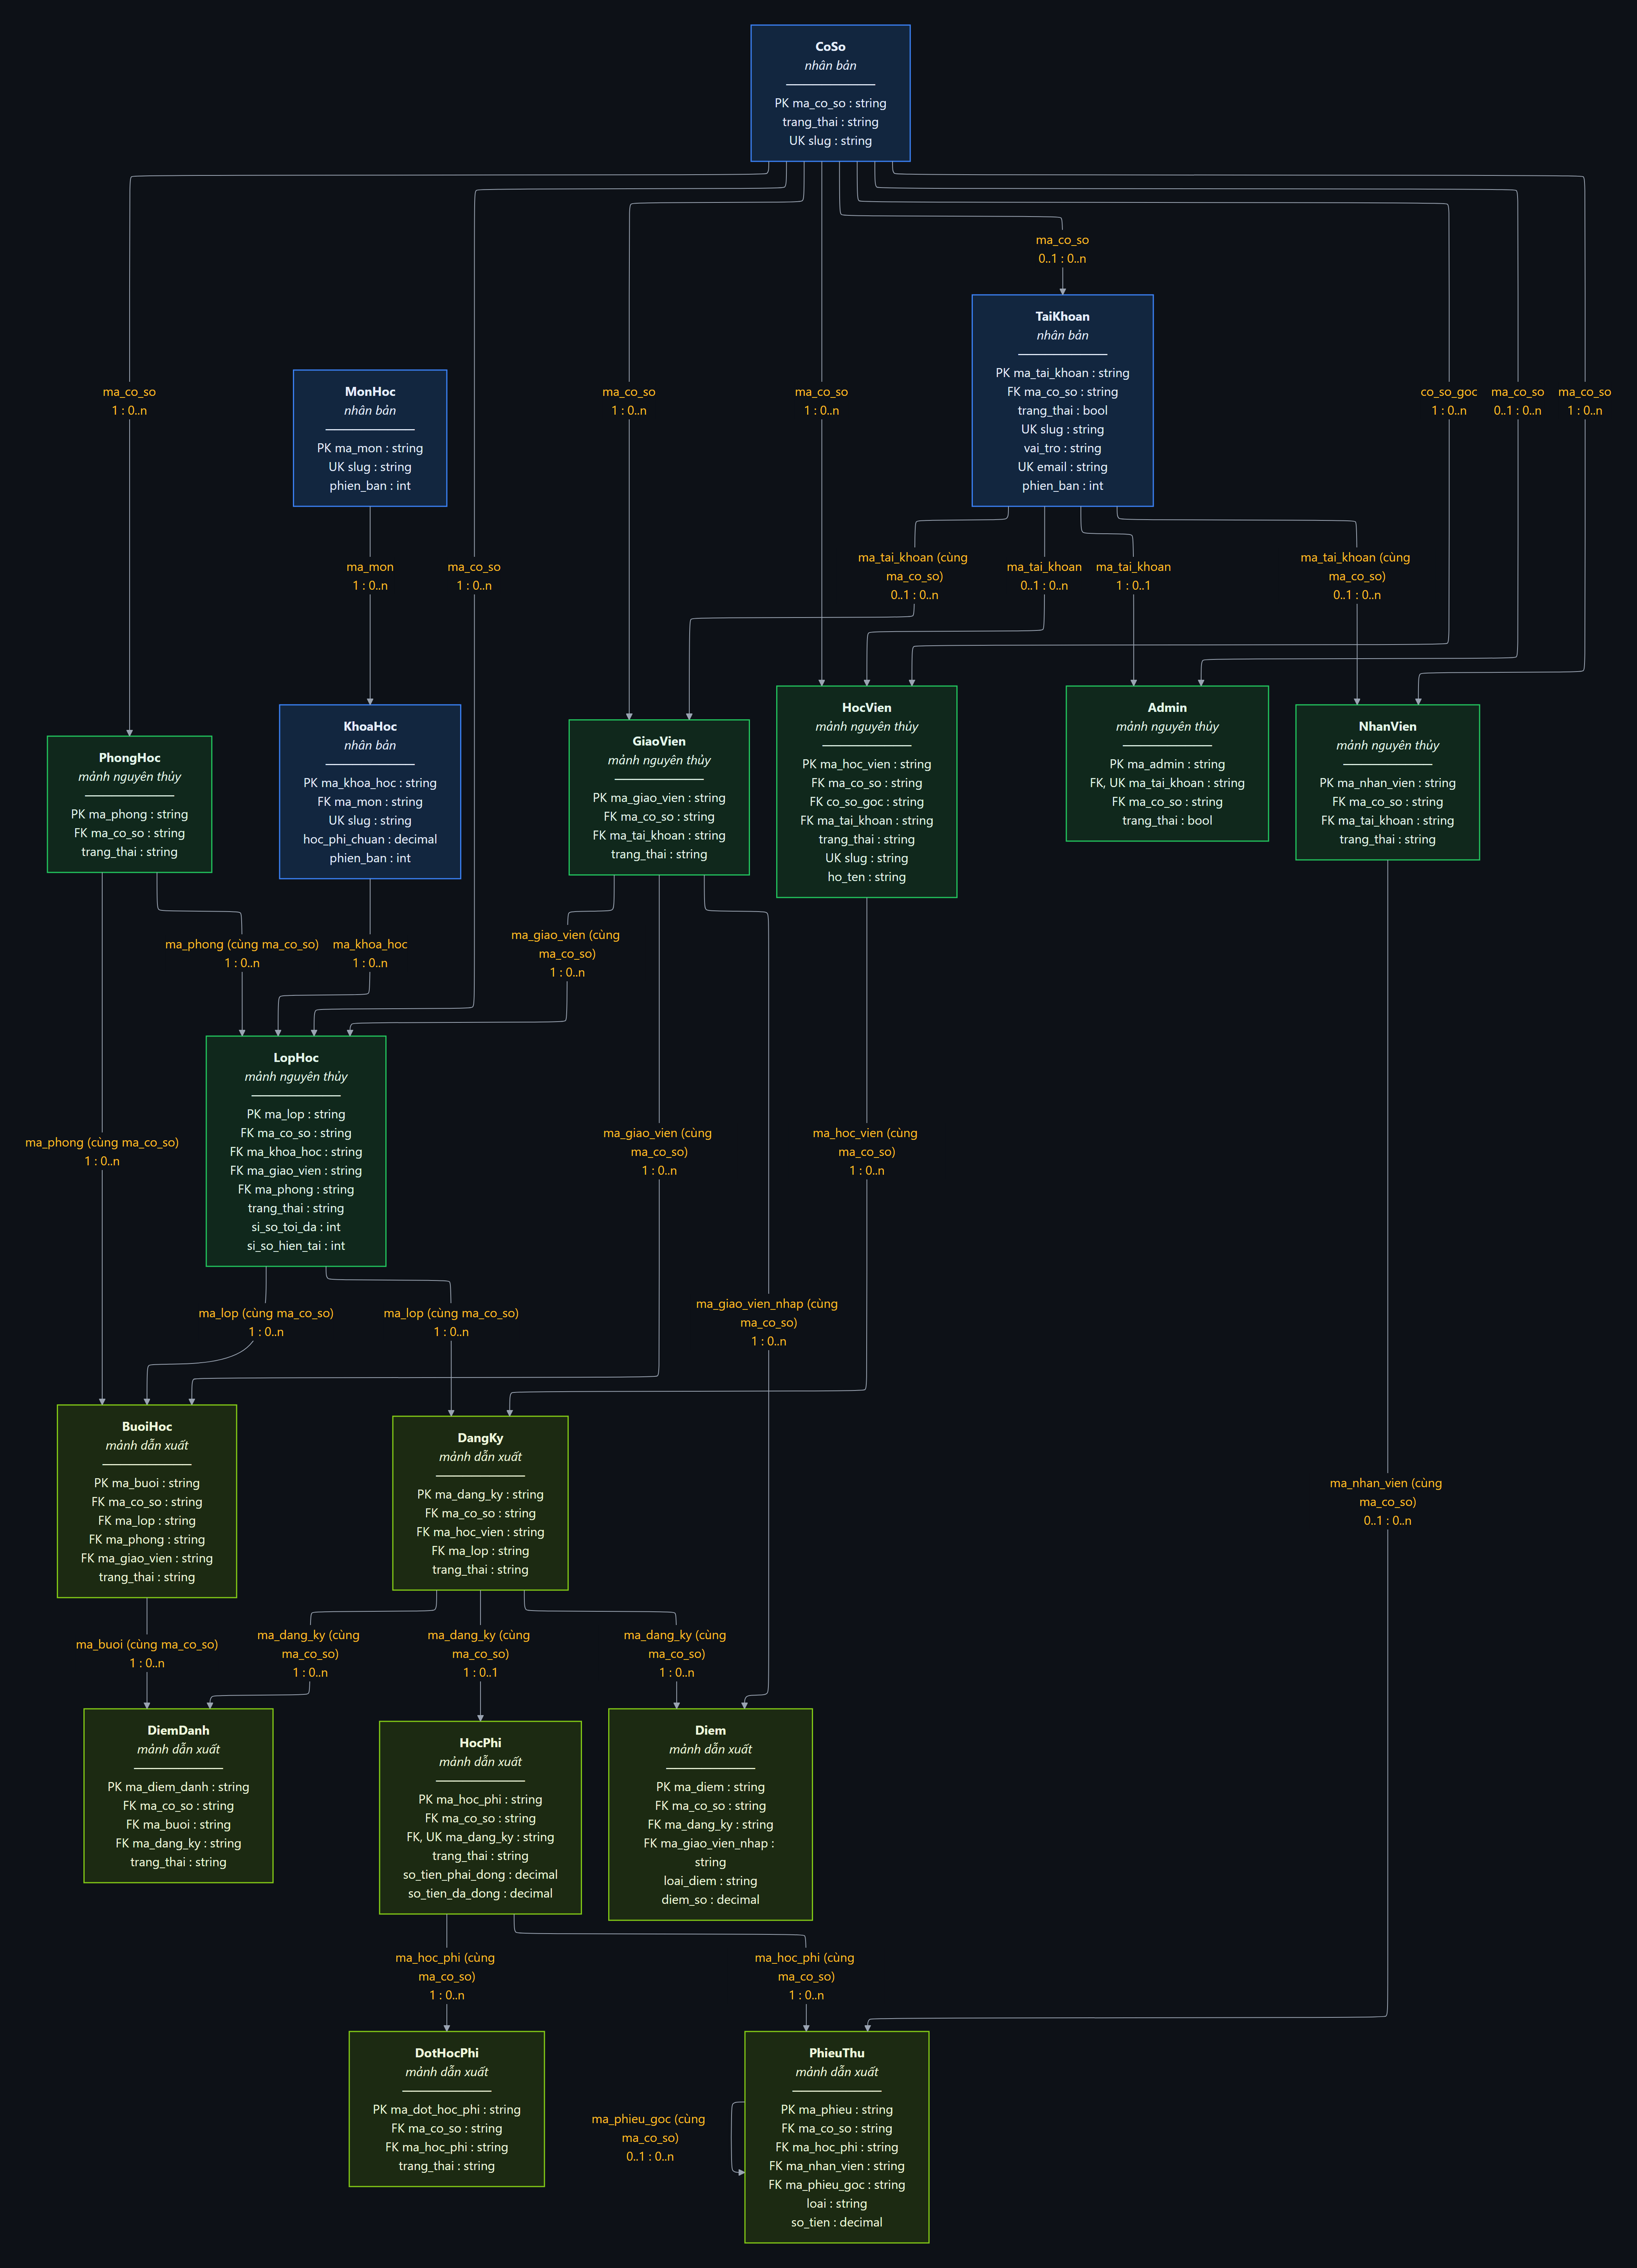 CoSo
nhân bản
PK ma_co_so : string
trang_thai : string
UK slug : string
ma_co_so
0..1 : 0..n
TaiKhoan
nhân bản
PK ma_tai_khoan : string
FK ma_co_so : string
trang_thai : bool
UK slug : string
vai_tro : string
UK email : string
phien_ban : int
ma_co_so
1 : 0..n
MonHoc
nhân bản
PK ma_mon : string
UK slug : string
phien_ban : int
ma_co_so
1 : 0..n
ma_co_so
1 : 0..n
co_so_goc
1 : 0..n
ma_co_so
0..1 : 0..n
ma_co_so
1 : 0..n
ma_mon
1 : 0..n
ma_co_so
1 : 0..n
ma_tai_khoan (cùng
ma_co_so)
0..1 : 0..n
ma_tai_khoan
0..1 : 0..n
ma_tai_khoan
1 : 0..1
ma_tai_khoan (cùng
ma_co_so)
0..1 : 0..n
PhongHoc
mảnh nguyên thủy
PK ma_phong : string
FK ma_co_so : string
trang_thai : string
KhoaHoc
nhân bản
PK ma_khoa_hoc : string
FK ma_mon : string
UK slug : string
hoc_phi_chuan : decimal
phien_ban : int
GiaoVien
mảnh nguyên thủy
PK ma_giao_vien : string
FK ma_co_so : string
FK ma_tai_khoan : string
trang_thai : string
HocVien
mảnh nguyên thủy
PK ma_hoc_vien : string
FK ma_co_so : string
FK co_so_goc : string
FK ma_tai_khoan : string
trang_thai : string
UK slug : string
ho_ten : string
Admin
mảnh nguyên thủy
PK ma_admin : string
FK, UK ma_tai_khoan : string
FK ma_co_so : string
trang_thai : bool
NhanVien
mảnh nguyên thủy
PK ma_nhan_vien : string
FK ma_co_so : string
FK ma_tai_khoan : string
trang_thai : string
ma_phong (cùng ma_co_so)
1 : 0..n
ma_khoa_hoc
1 : 0..n
ma_giao_vien (cùng
ma_co_so)
1 : 0..n
LopHoc
mảnh nguyên thủy
PK ma_lop : string
FK ma_co_so : string
FK ma_khoa_hoc : string
FK ma_giao_vien : string
FK ma_phong : string
trang_thai : string
si_so_toi_da : int
si_so_hien_tai : int
ma_phong (cùng ma_co_so)
1 : 0..n
ma_giao_vien (cùng
ma_co_so)
1 : 0..n
ma_hoc_vien (cùng
ma_co_so)
1 : 0..n
ma_lop (cùng ma_co_so)
1 : 0..n
ma_lop (cùng ma_co_so)
1 : 0..n
ma_giao_vien_nhap (cùng
ma_co_so)
1 : 0..n
BuoiHoc
mảnh dẫn xuất
PK ma_buoi : string
FK ma_co_so : string
FK ma_lop : string
FK ma_phong : string
FK ma_giao_vien : string
trang_thai : string
DangKy
mảnh dẫn xuất
PK ma_dang_ky : string
FK ma_co_so : string
FK ma_hoc_vien : string
FK ma_lop : string
trang_thai : string
ma_nhan_vien (cùng
ma_co_so)
0..1 : 0..n
ma_buoi (cùng ma_co_so)
1 : 0..n
ma_dang_ky (cùng
ma_co_so)
1 : 0..n
ma_dang_ky (cùng
ma_co_so)
1 : 0..1
ma_dang_ky (cùng
ma_co_so)
1 : 0..n
DiemDanh
mảnh dẫn xuất
PK ma_diem_danh : string
FK ma_co_so : string
FK ma_buoi : string
FK ma_dang_ky : string
trang_thai : string
HocPhi
mảnh dẫn xuất
PK ma_hoc_phi : string
FK ma_co_so : string
FK, UK ma_dang_ky : string
trang_thai : string
so_tien_phai_dong : decimal
so_tien_da_dong : decimal
Diem
mảnh dẫn xuất
PK ma_diem : string
FK ma_co_so : string
FK ma_dang_ky : string
FK ma_giao_vien_nhap :
string
loai_diem : string
diem_so : decimal
ma_hoc_phi (cùng
ma_co_so)
1 : 0..n
ma_hoc_phi (cùng
ma_co_so)
1 : 0..n
DotHocPhi
mảnh dẫn xuất
PK ma_dot_hoc_phi : string
FK ma_co_so : string
FK ma_hoc_phi : string
trang_thai : string
ma_phieu_goc (cùng
ma_co_so)
0..1 : 0..n
PhieuThu
mảnh dẫn xuất
PK ma_phieu : string
FK ma_co_so : string
FK ma_hoc_phi : string
FK ma_nhan_vien : string
FK ma_phieu_goc : string
loai : string
so_tien : decimal